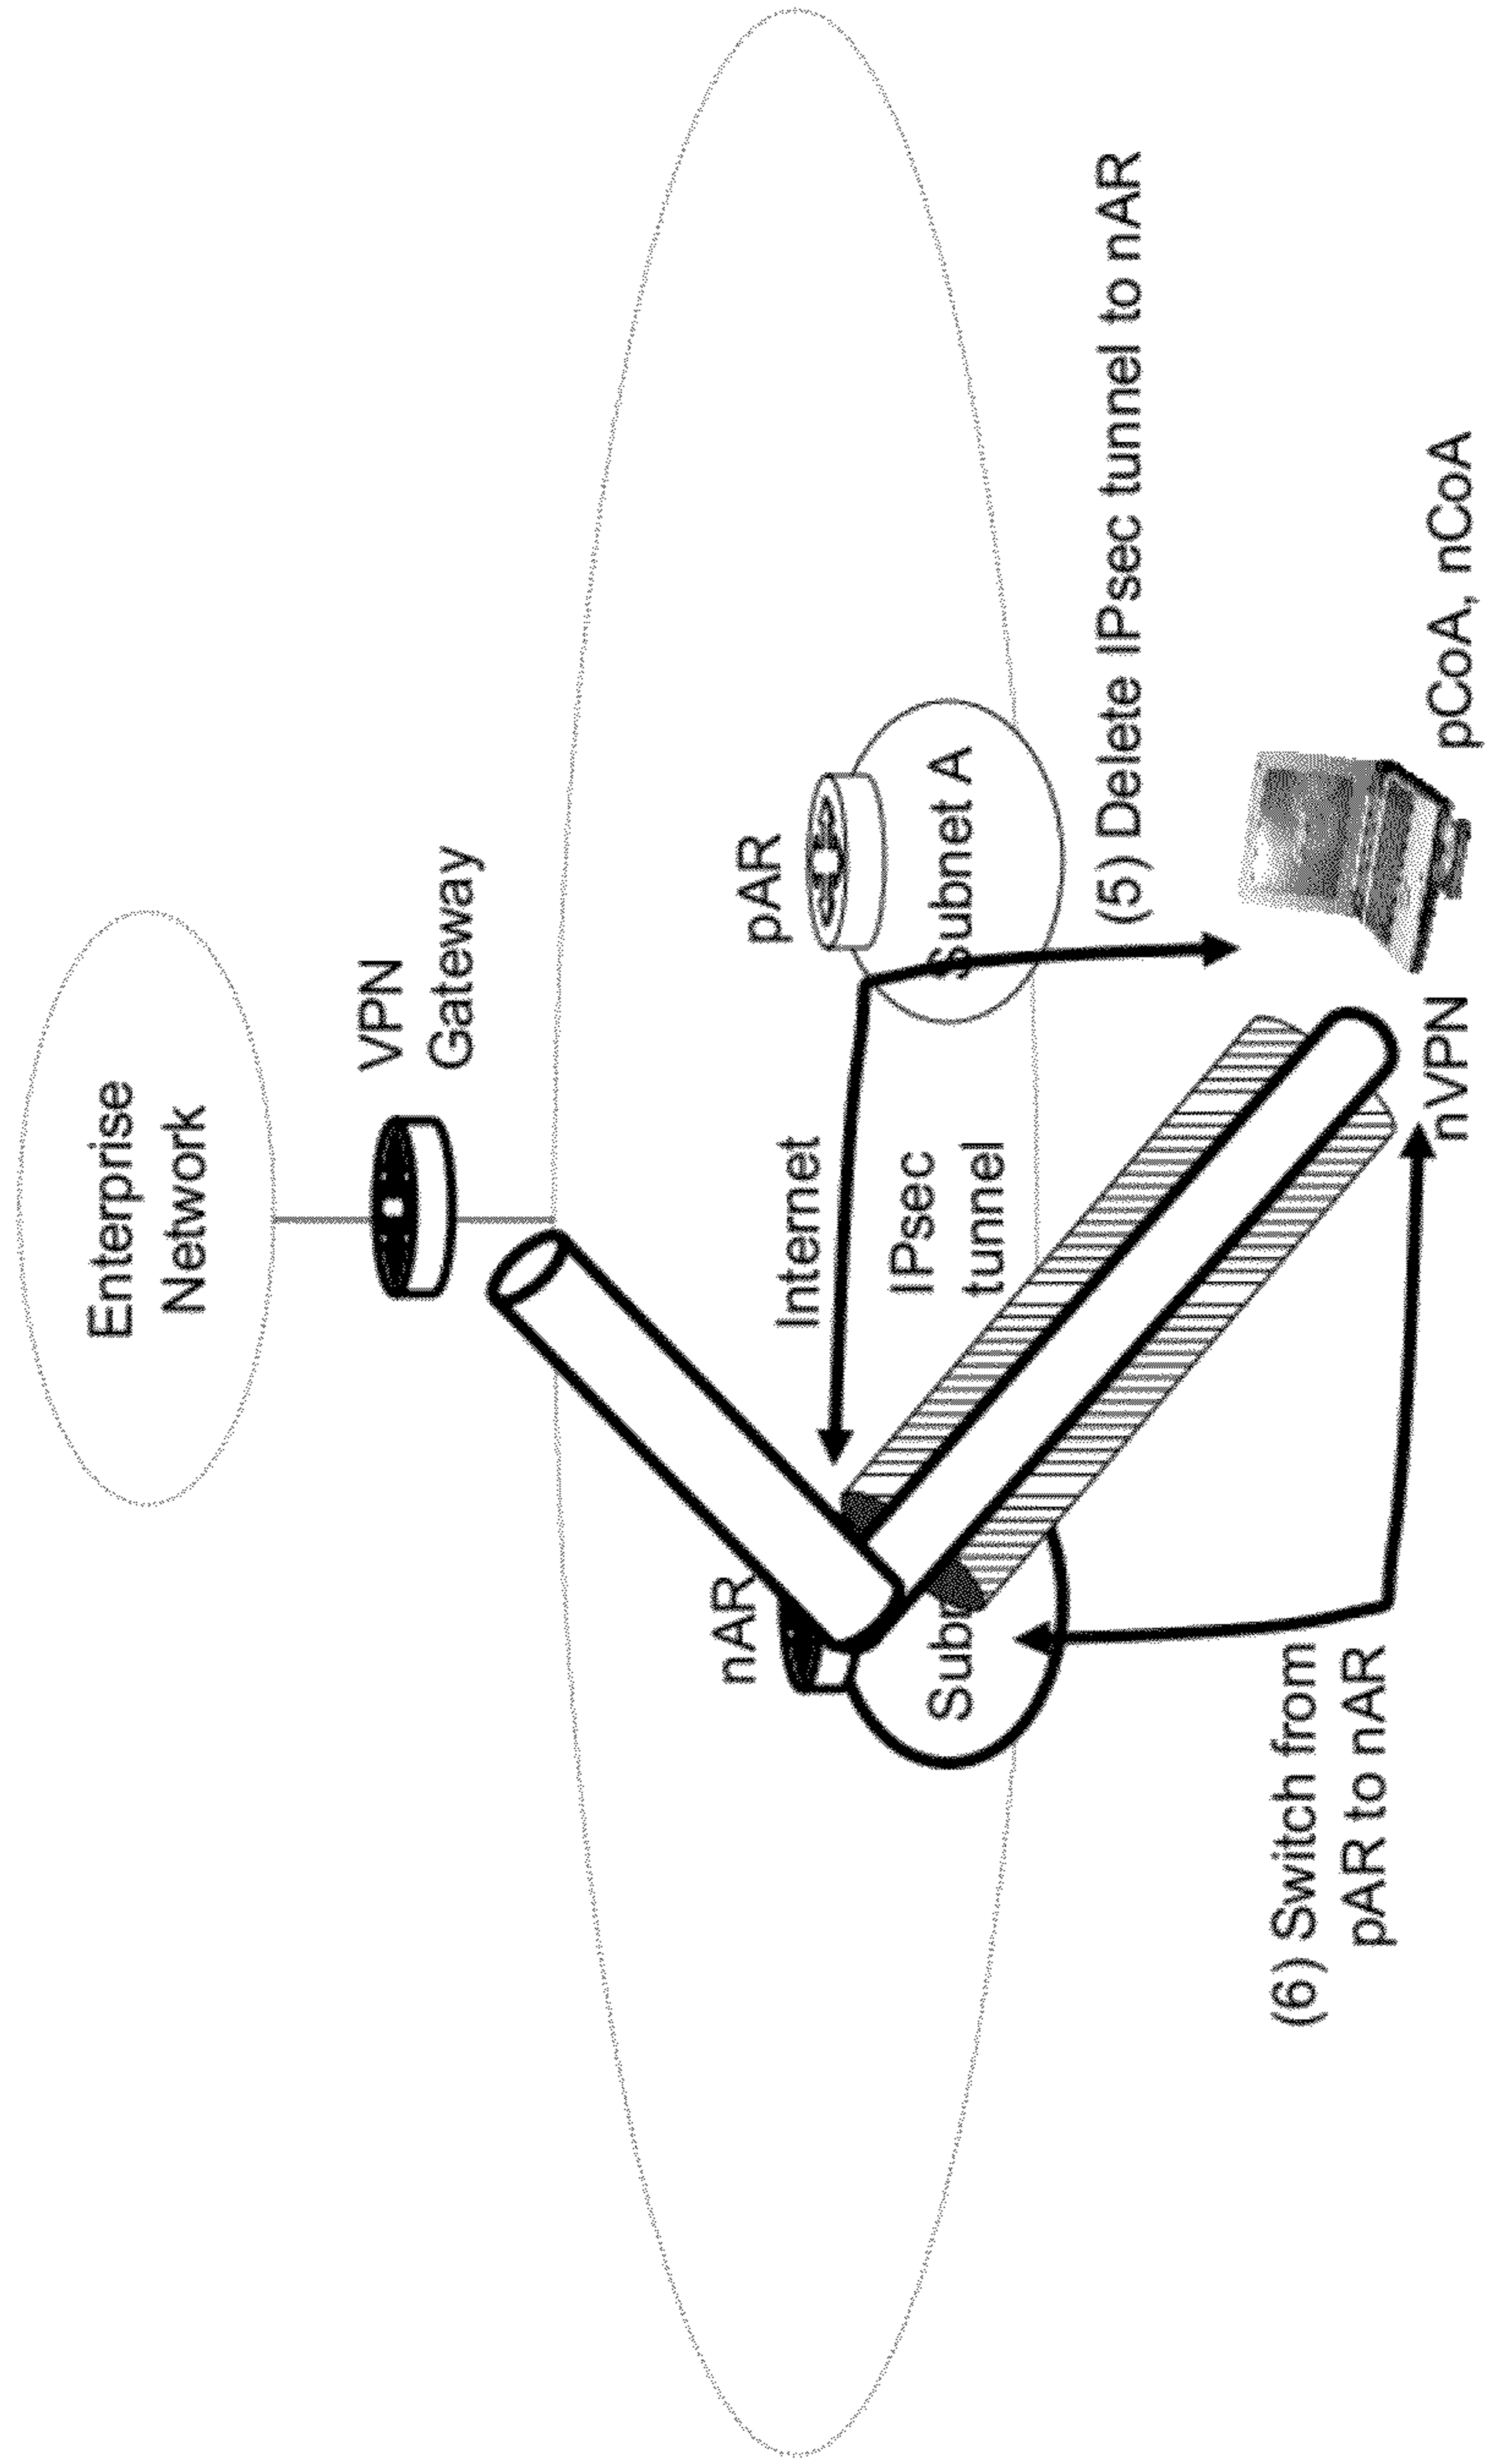 Enterprise
Network
VPN
Gateway
nAR
pAR
Internet
IPsec
tunnel
Subnet A
(5) Delete IPsec tunnel to nAR
(6) Switch from
pAR to nAR
nVPN
pCoA, nCoA